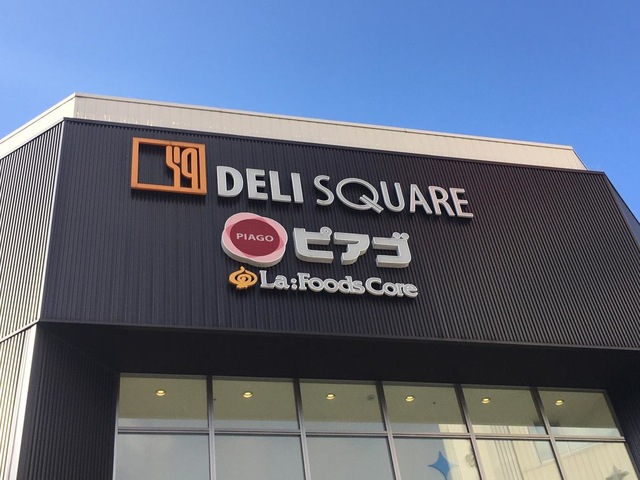 DELI SQUARE
PIAGO ピアゴ
La:Foods Core